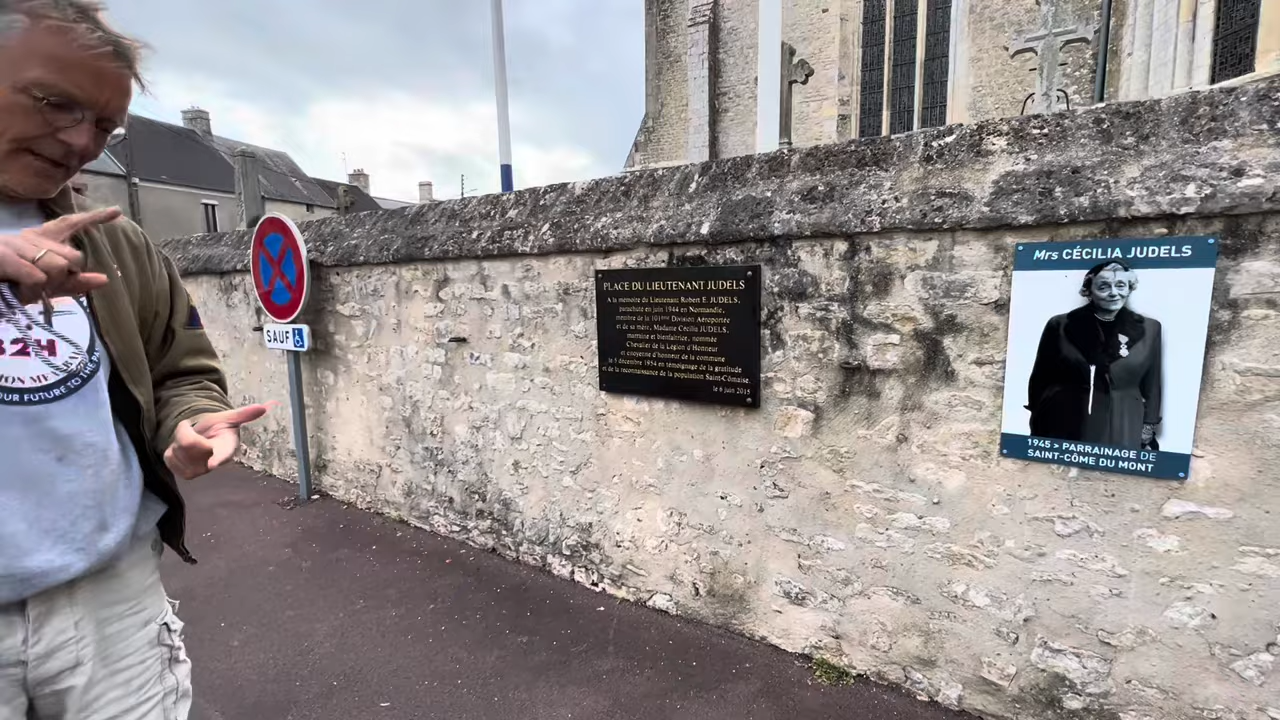 B2H
SAUF
PLACE DU LIEUTENANT JUDELS
A la mémoire du Lieutenant Robert E. JUDELS,
parachuté en juin 1944 en Normandie,
membre de la 101ème Division Aéroportée
et de sa mère, Madame Cécilia JUDELS,
marraine et bienfaitrice, nommée
Chevalier de la Légion d'Honneur
et citoyenne d'honneur de la commune
le 5 décembre 1954 en témoignage de la gratitude
et de la reconnaissance de la population Saint-Cômaise.
le 6 juin 2015
Mrs CÉCILIA JUDELS
1945 > PARRAINAGE DE
SAINT-CÔME DU MONT